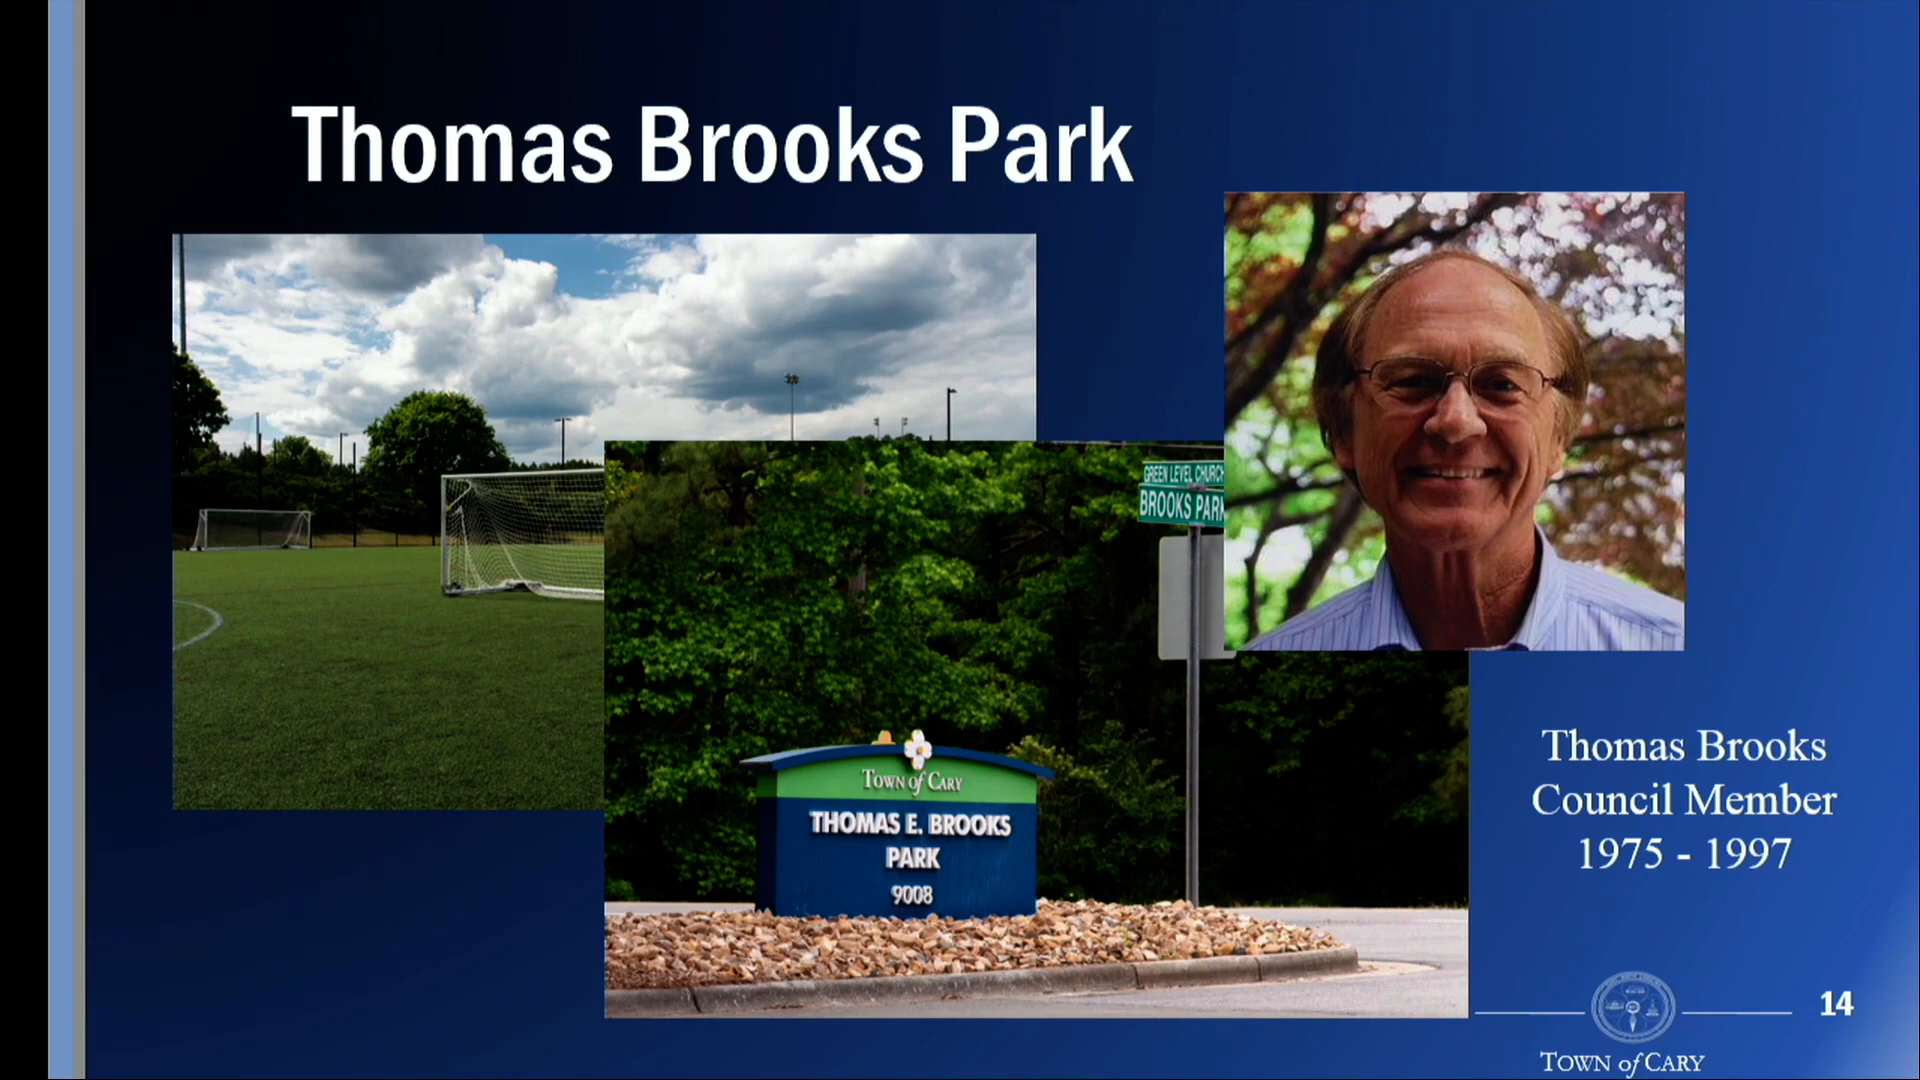 Thomas Brooks Park
GREEN LEVEL CHURCH
BROOKS PARK
TOWN of CARY
THOMAS E. BROOKS
PARK
9008
Thomas Brooks
Council Member
1975 - 1997
14
TOWN of CARY